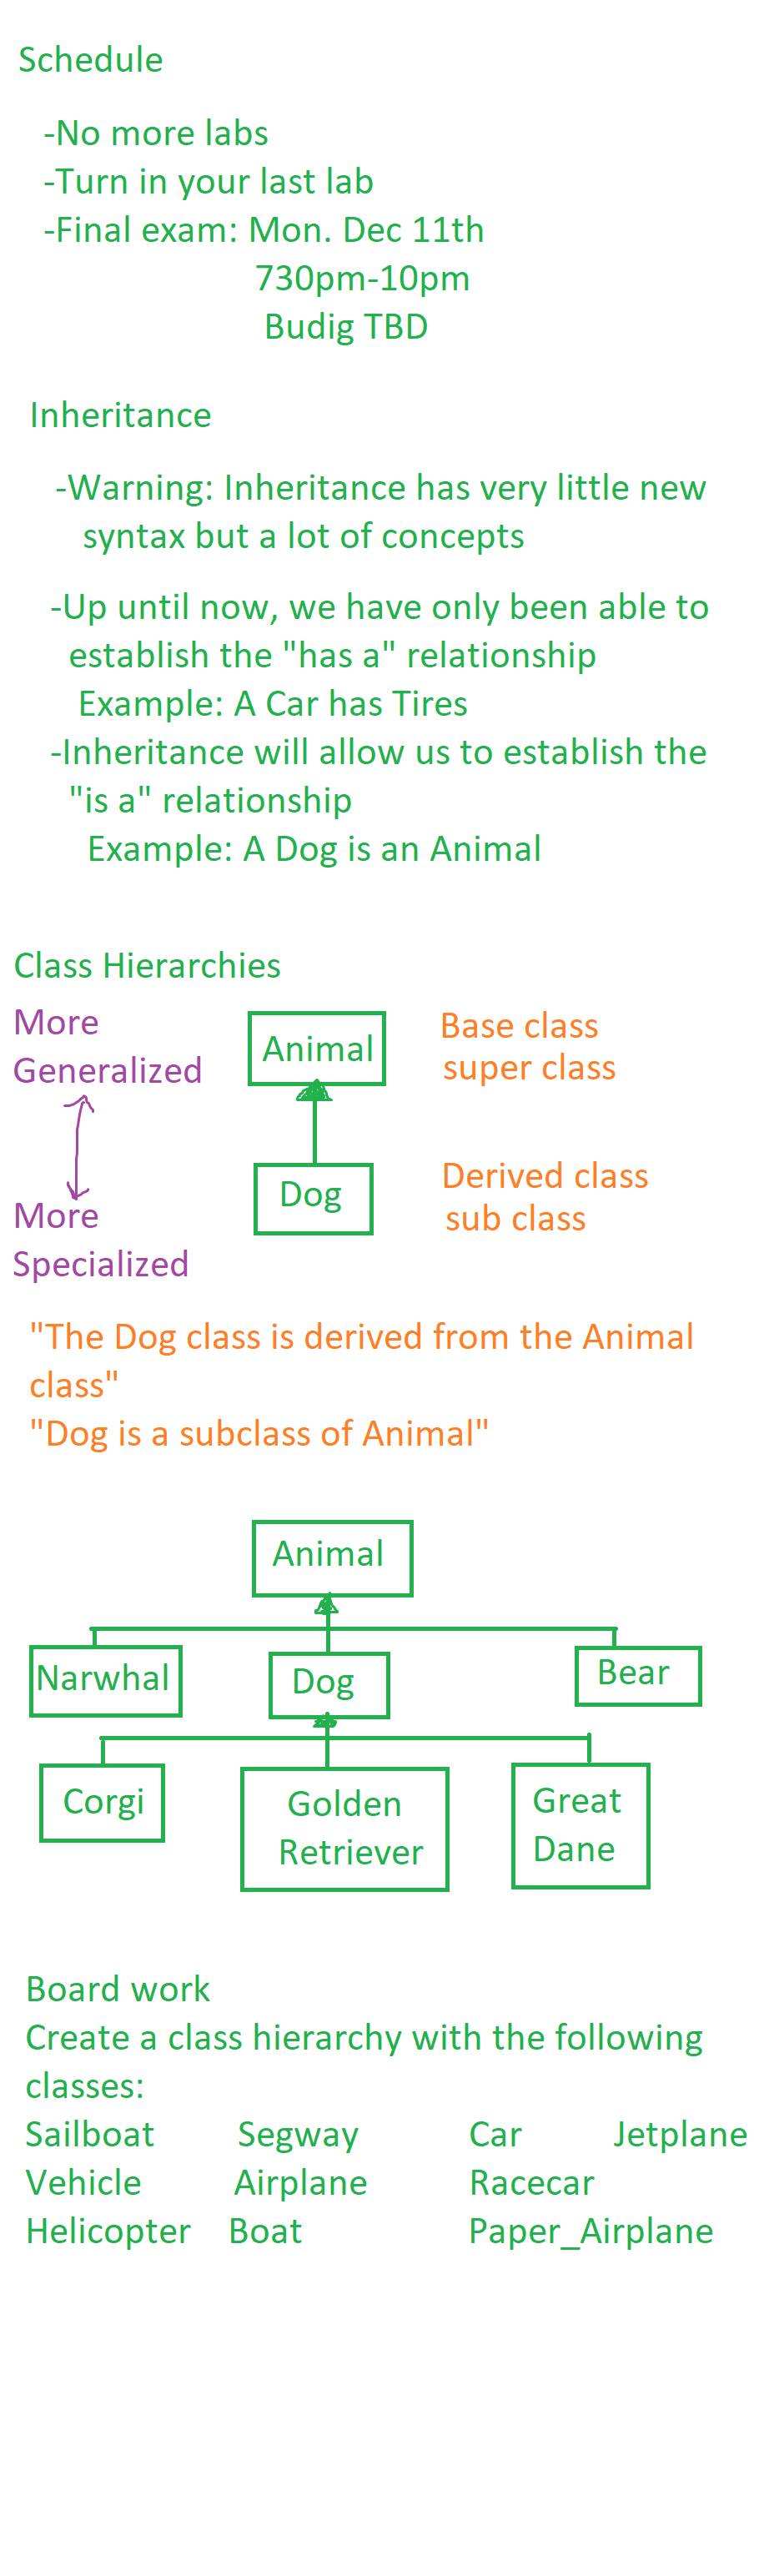 Schedule
-No more labs
-Turn in your last lab
-Final exam: Mon. Dec 11th
730pm-10pm
Budig TBD
Inheritance
-Warning: Inheritance has very little new
syntax but a lot of concepts
-Up until now, we have only been able to
establish the "has a" relationship
Example: A Car has Tires
-Inheritance will allow us to establish the
"is a" relationship
Example: A Dog is an Animal
Class Hierarchies
More
Generalized
Animal
Base class
super class
More
Specialized
Dog
Derived class
sub class
"The Dog class is derived from the Animal
class"
"Dog is a subclass of Animal"
Animal
Narwhal Dog Bear
Corgi
Golden
Retriever
Great
Dane
Board work
Create a class hierarchy with the following
classes:
Sailboat Segway Car Jetplane
Vehicle Airplane Racecar
Helicopter Boat Paper_Airplane